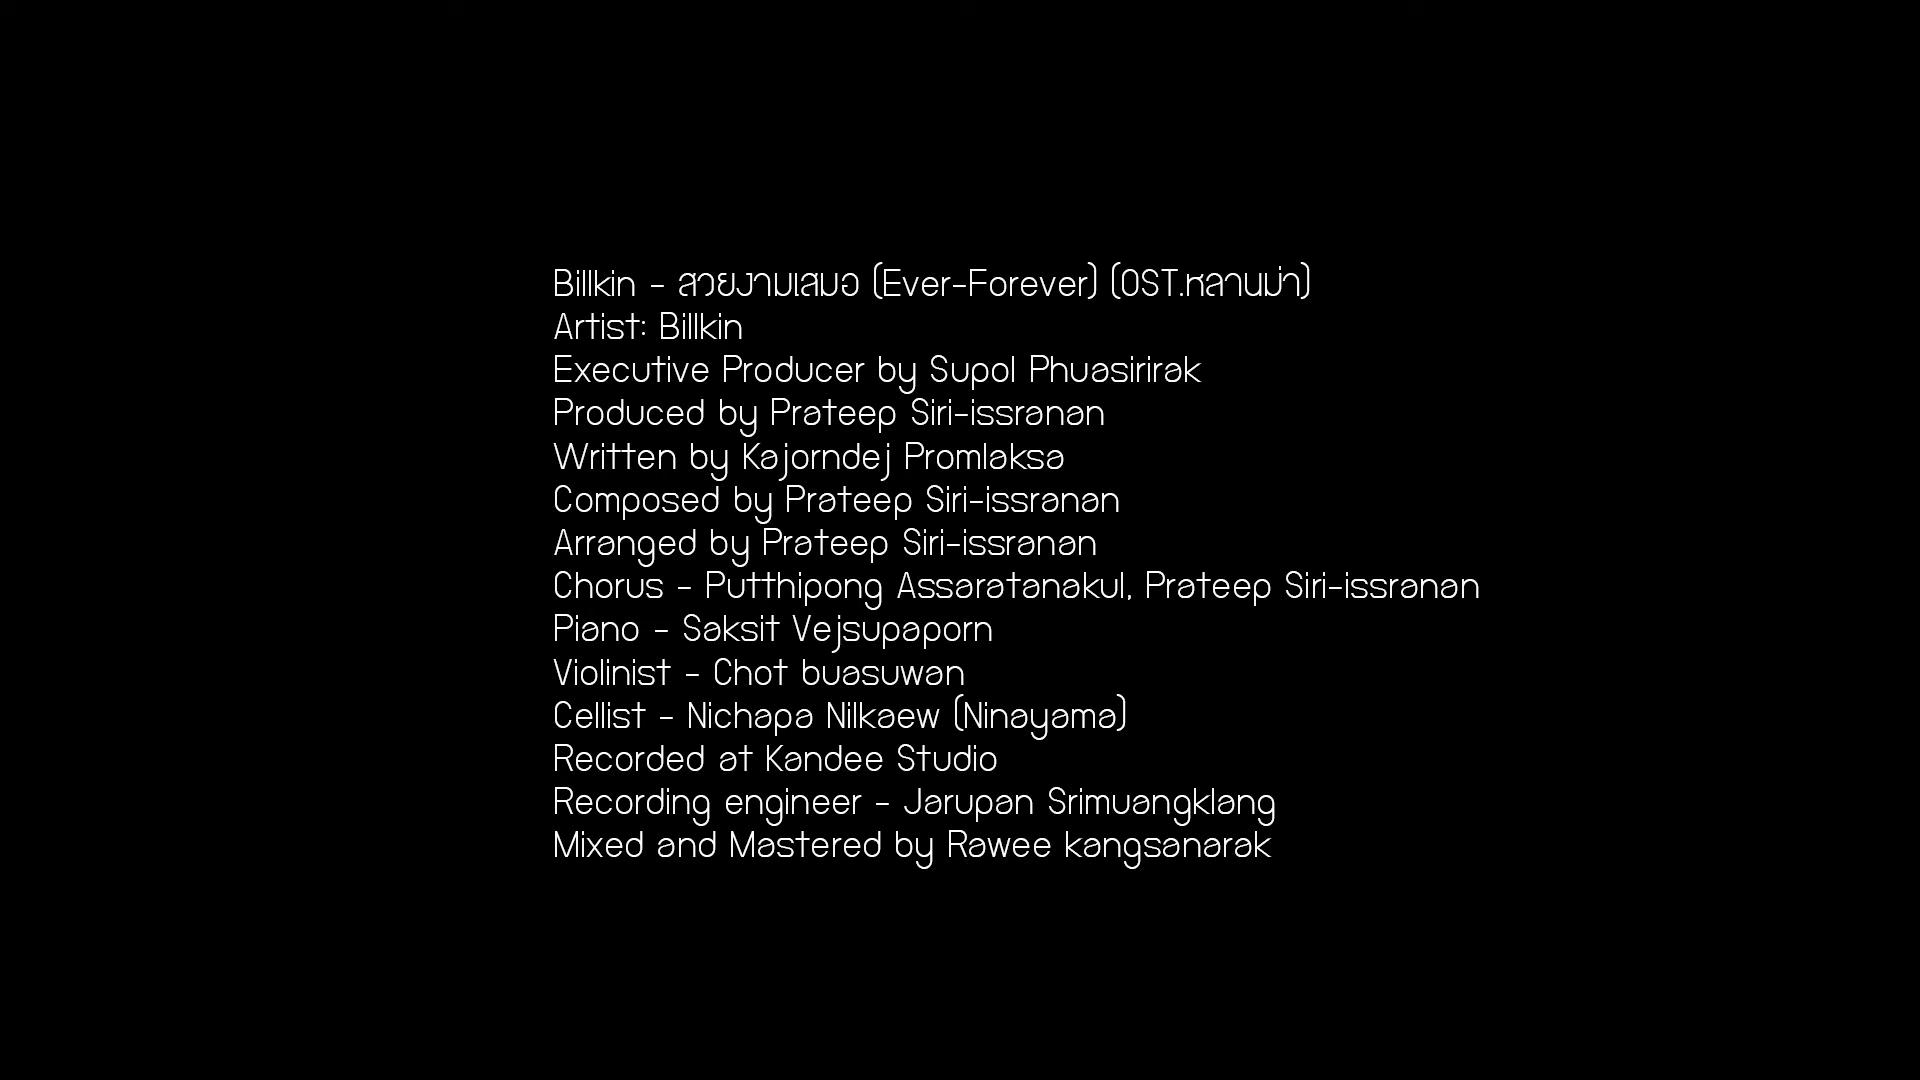 Billkin - สวยงามเสมอ (Ever-Forever) (OST.หลานม่า)
Artist: Billkin
Executive Producer by Supol Phuasirirak
Produced by Prateep Siri-issranan
Written by Kajorndej Promlaksa
Composed by Prateep Siri-issranan
Arranged by Prateep Siri-issranan
Chorus - Putthipong Assaratanakul, Prateep Siri-issranan
Piano - Saksit Vejsupaporn
Violinist - Chot buasuwan
Cellist - Nichapa Nilkaew (Ninayama)
Recorded at Kandee Studio
Recording engineer - Jarupan Srimuangklang
Mixed and Mastered by Rawee kangsanarak